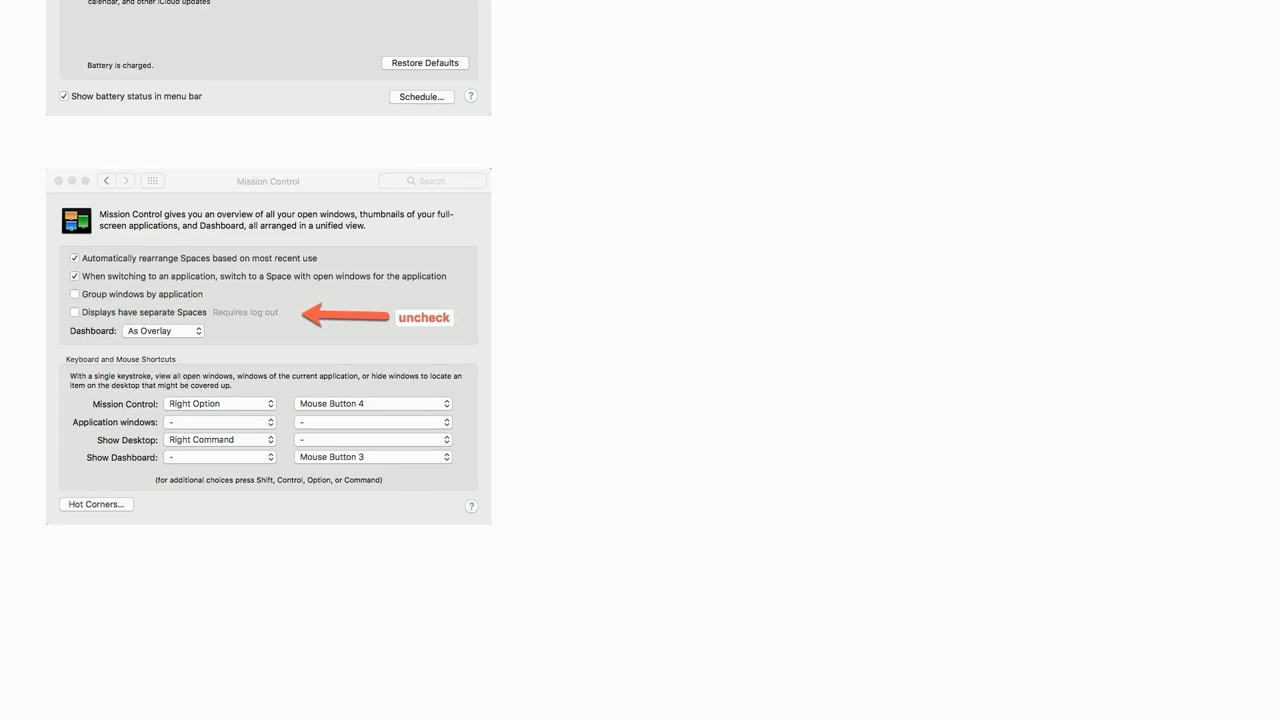 calendar, and other iCloud updates
Battery is charged.
Restore Defaults
Show battery status in menu bar
Schedule...
?
Mission Control
Search
Mission Control gives you an overview of all your open windows, thumbnails of your full-
screen applications, and Dashboard, all arranged in a unified view.
Automatically rearrange Spaces based on most recent use
When switching to an application, switch to a Space with open windows for the application
Group windows by application
Displays have separate Spaces Requires log out
uncheck
Dashboard: As Overlay
Keyboard and Mouse Shortcuts
With a single keystroke, view all open windows, windows of the current application, or hide windows to locate an
item on the desktop that might be covered up.
Mission Control: Right Option Mouse Button 4
Application windows: - -
Show Desktop: Right Command -
Show Dashboard: - Mouse Button 3
(for additional choices press Shift, Control, Option, or Command)
Hot Corners...
?